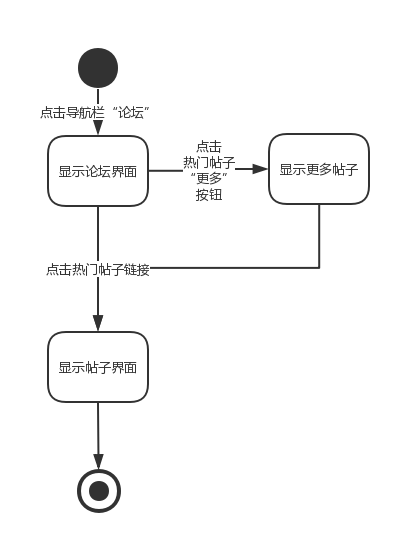 点击导航栏“论坛”
显示论坛界面
点击
热门帖子
“更多”
按钮
显示更多帖子
点击热门帖子链接
显示帖子界面